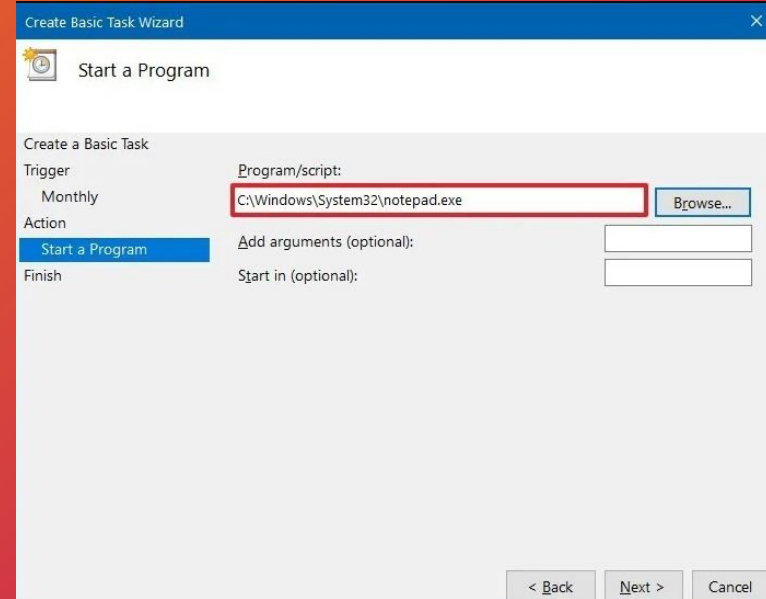 Create Basic Task Wizard
Start a Program
Create a Basic Task
Trigger
Monthly
Action
Start a Program
Finish
Program/script:
C:\Windows\System32\notepad.exe
Browse...
Add arguments (optional):
Start in (optional):
< Back
Next >
Cancel